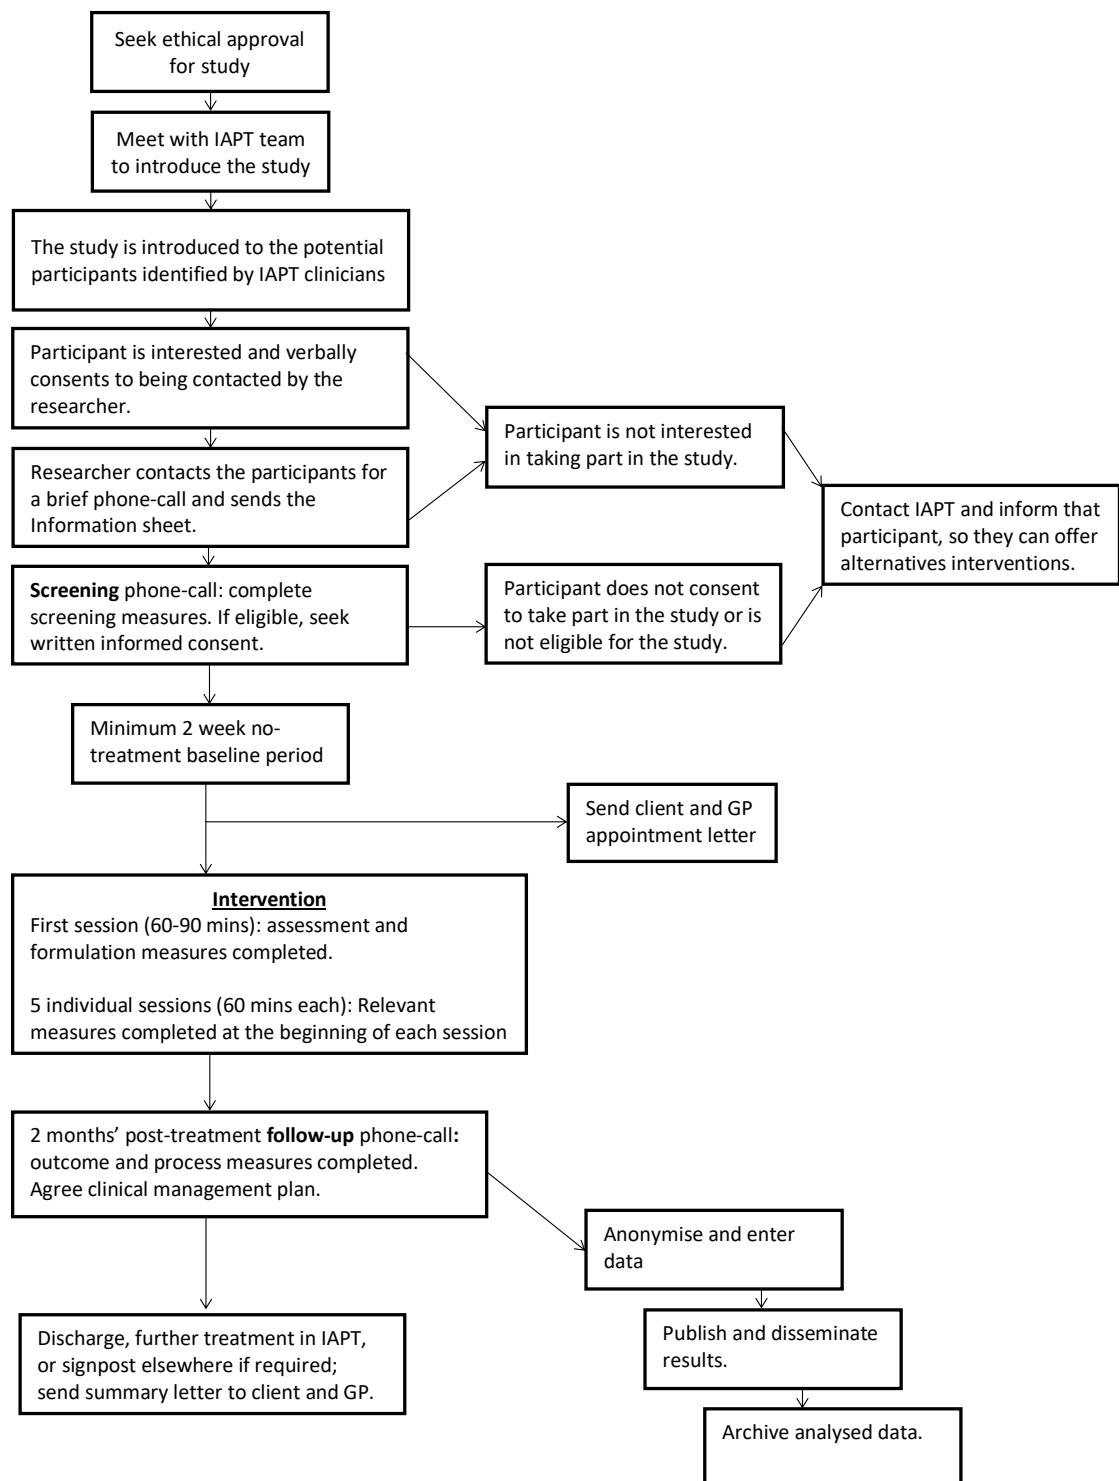 Seek ethical approval
for study
Meet with IAPT team
to introduce the study
The study is introduced to the potential
participants identified by IAPT clinicians
Participant is interested and verbally
consents to being contacted by the
researcher.
Participant is not interested
in taking part in the study.
Researcher contacts the participants for
a brief phone-call and sends the
Information sheet.
Contact IAPT and inform that
participant, so they can offer
alternatives interventions.
Screening phone-call: complete
screening measures. If eligible, seek
written informed consent.
Participant does not consent
to take part in the study or is
not eligible for the study.
Minimum 2 week no-
treatment baseline period
Send client and GP
appointment letter
Intervention
First session (60-90 mins): assessment and
formulation measures completed.
5 individual sessions (60 mins each): Relevant
measures completed at the beginning of each session
2 months’ post-treatment follow-up phone-call:
outcome and process measures completed.
Agree clinical management plan.
Anonymise and enter
data
Discharge, further treatment in IAPT,
or signpost elsewhere if required;
send summary letter to client and GP.
Publish and disseminate
results.
Archive analysed data.